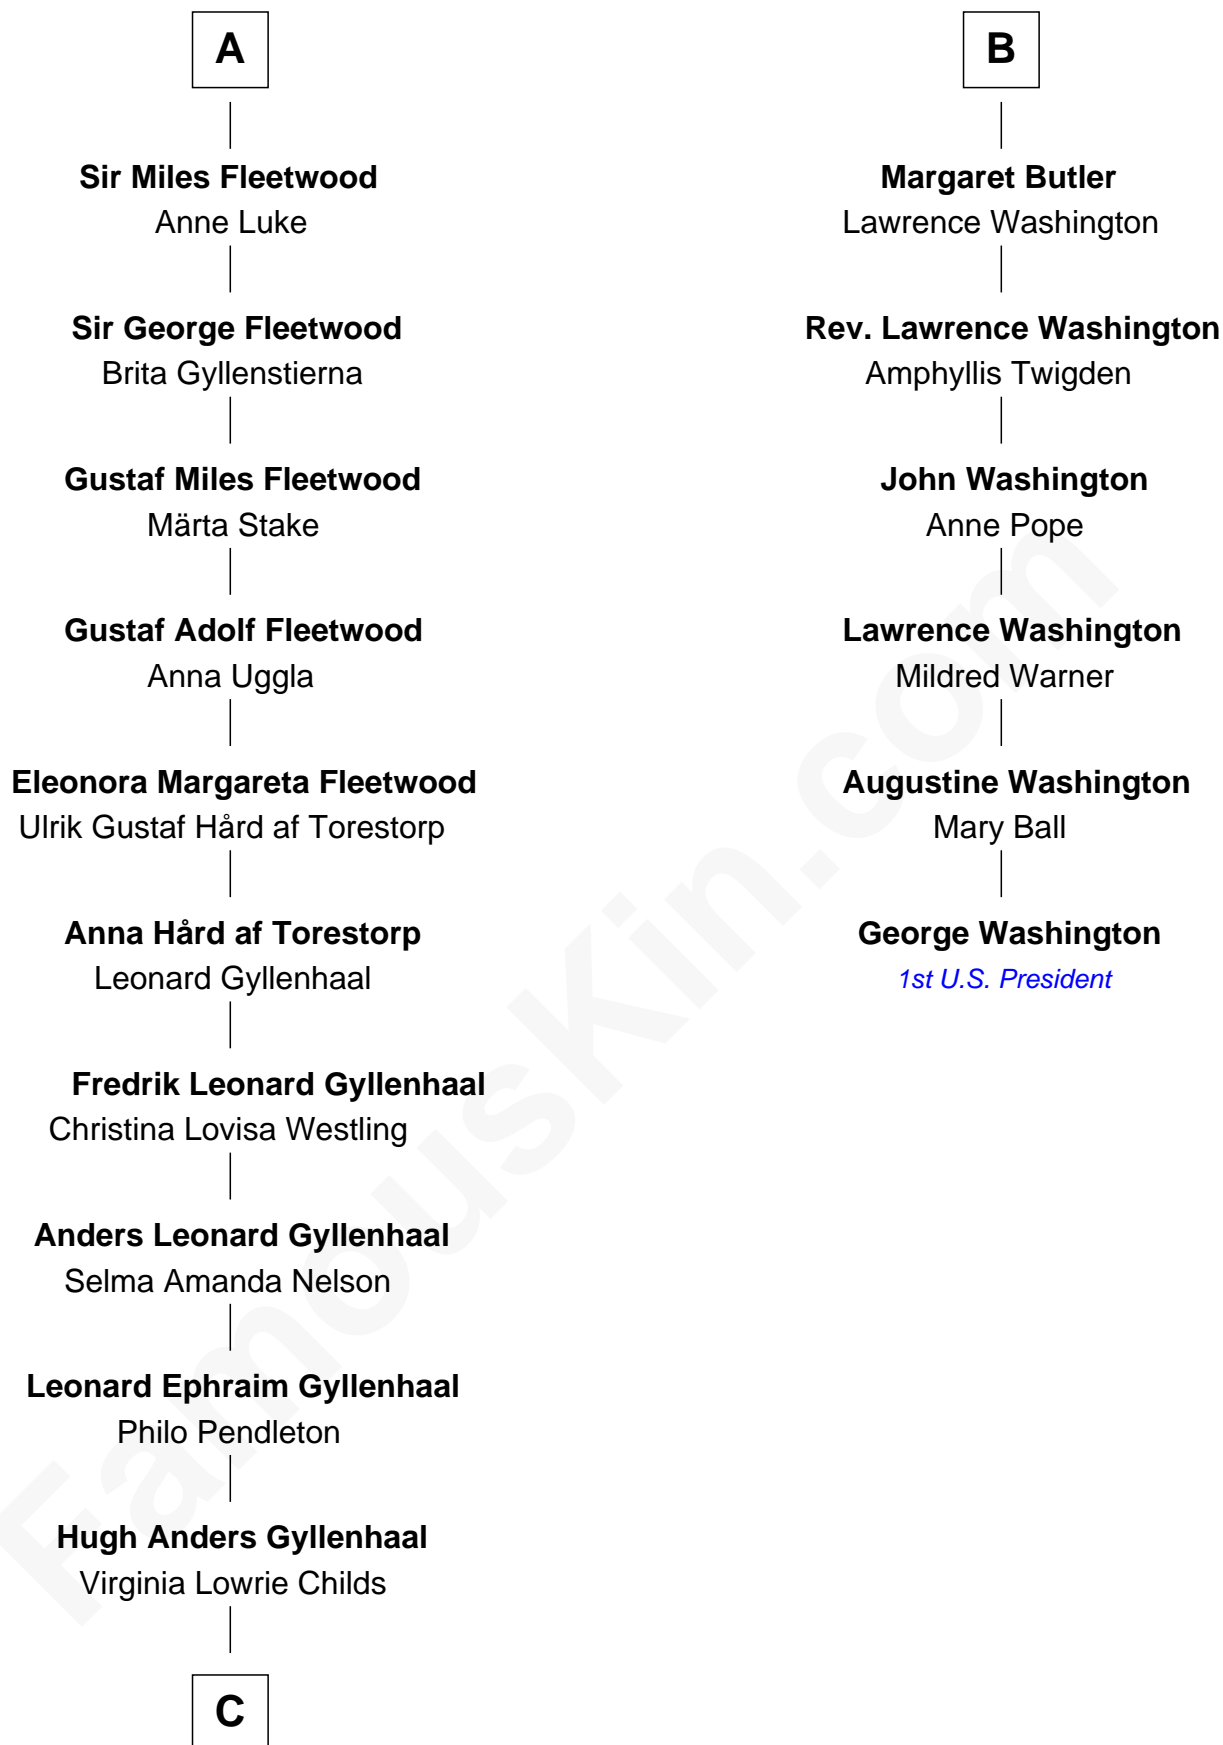 A
Sir Miles Fleetwood
Anne Luke
Sir George Fleetwood
Brita Gyllenstierna
Gustaf Miles Fleetwood
Märta Stake
Gustaf Adolf Fleetwood
Anna Uggla
Eleonora Margareta Fleetwood
Ulrik Gustaf Hård af Torestorp
Anna Hård af Torestorp
Leonard Gyllenhaal
Fredrik Leonard Gyllenhaal
Christina Lovisa Westling
Anders Leonard Gyllenhaal
Selma Amanda Nelson
Leonard Ephraim Gyllenhaal
Philo Pendleton
Hugh Anders Gyllenhaal
Virginia Lowrie Childs
C
B
Margaret Butler
Lawrence Washington
Rev. Lawrence Washington
Amphyllis Twigden
John Washington
Anne Pope
Lawrence Washington
Mildred Warner
Augustine Washington
Mary Ball
George Washington
1st U.S. President
FamousKin.com